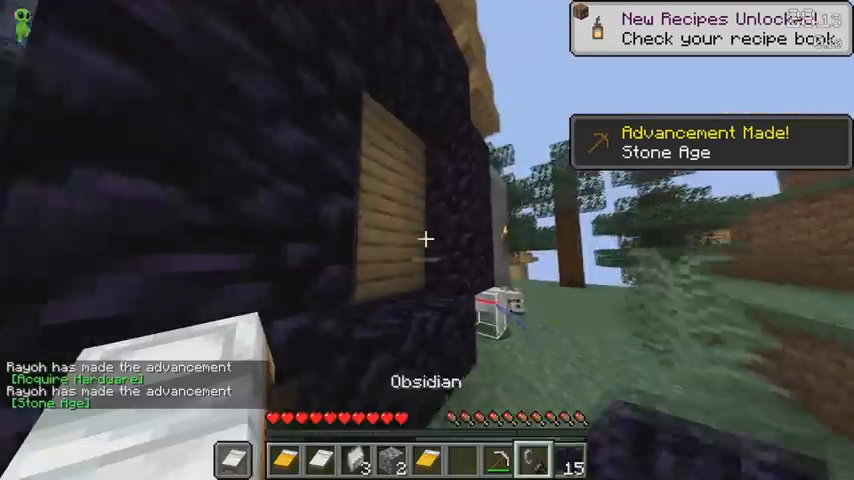 New Recipes Unlocked!
Check your recipe book
Advancement Made!
Stone Age
Rayoh has made the advancement
[Acquire Hardware]
Rayoh has made the advancement
[Stone Age]
Obsidian
3
2
15